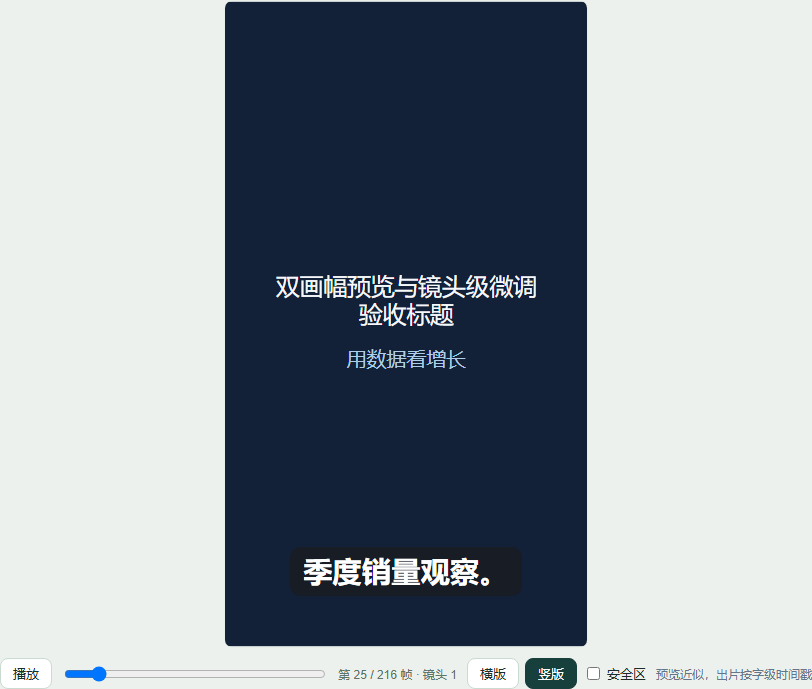 双画幅预览与镜头级微调
验收标题
用数据看增长
季度销量观察。
播放 第 25 / 216 帧 · 镜头 1 横版 竖版 安全区 预览近似，出片按字级时间戳